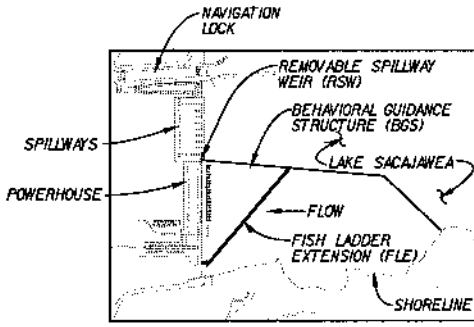 NAVIGATION
LOCK
REMOVABLE SPILLWAY
WEIR (RSW)
BEHAVIORAL GUIDANCE
STRUCTURE (BGS)
SPILLWAYS
LAKE SACAJAWEA
POWERHOUSE
FLOW
FISH LADDER
EXTENSION (FLE)
SHORELINE